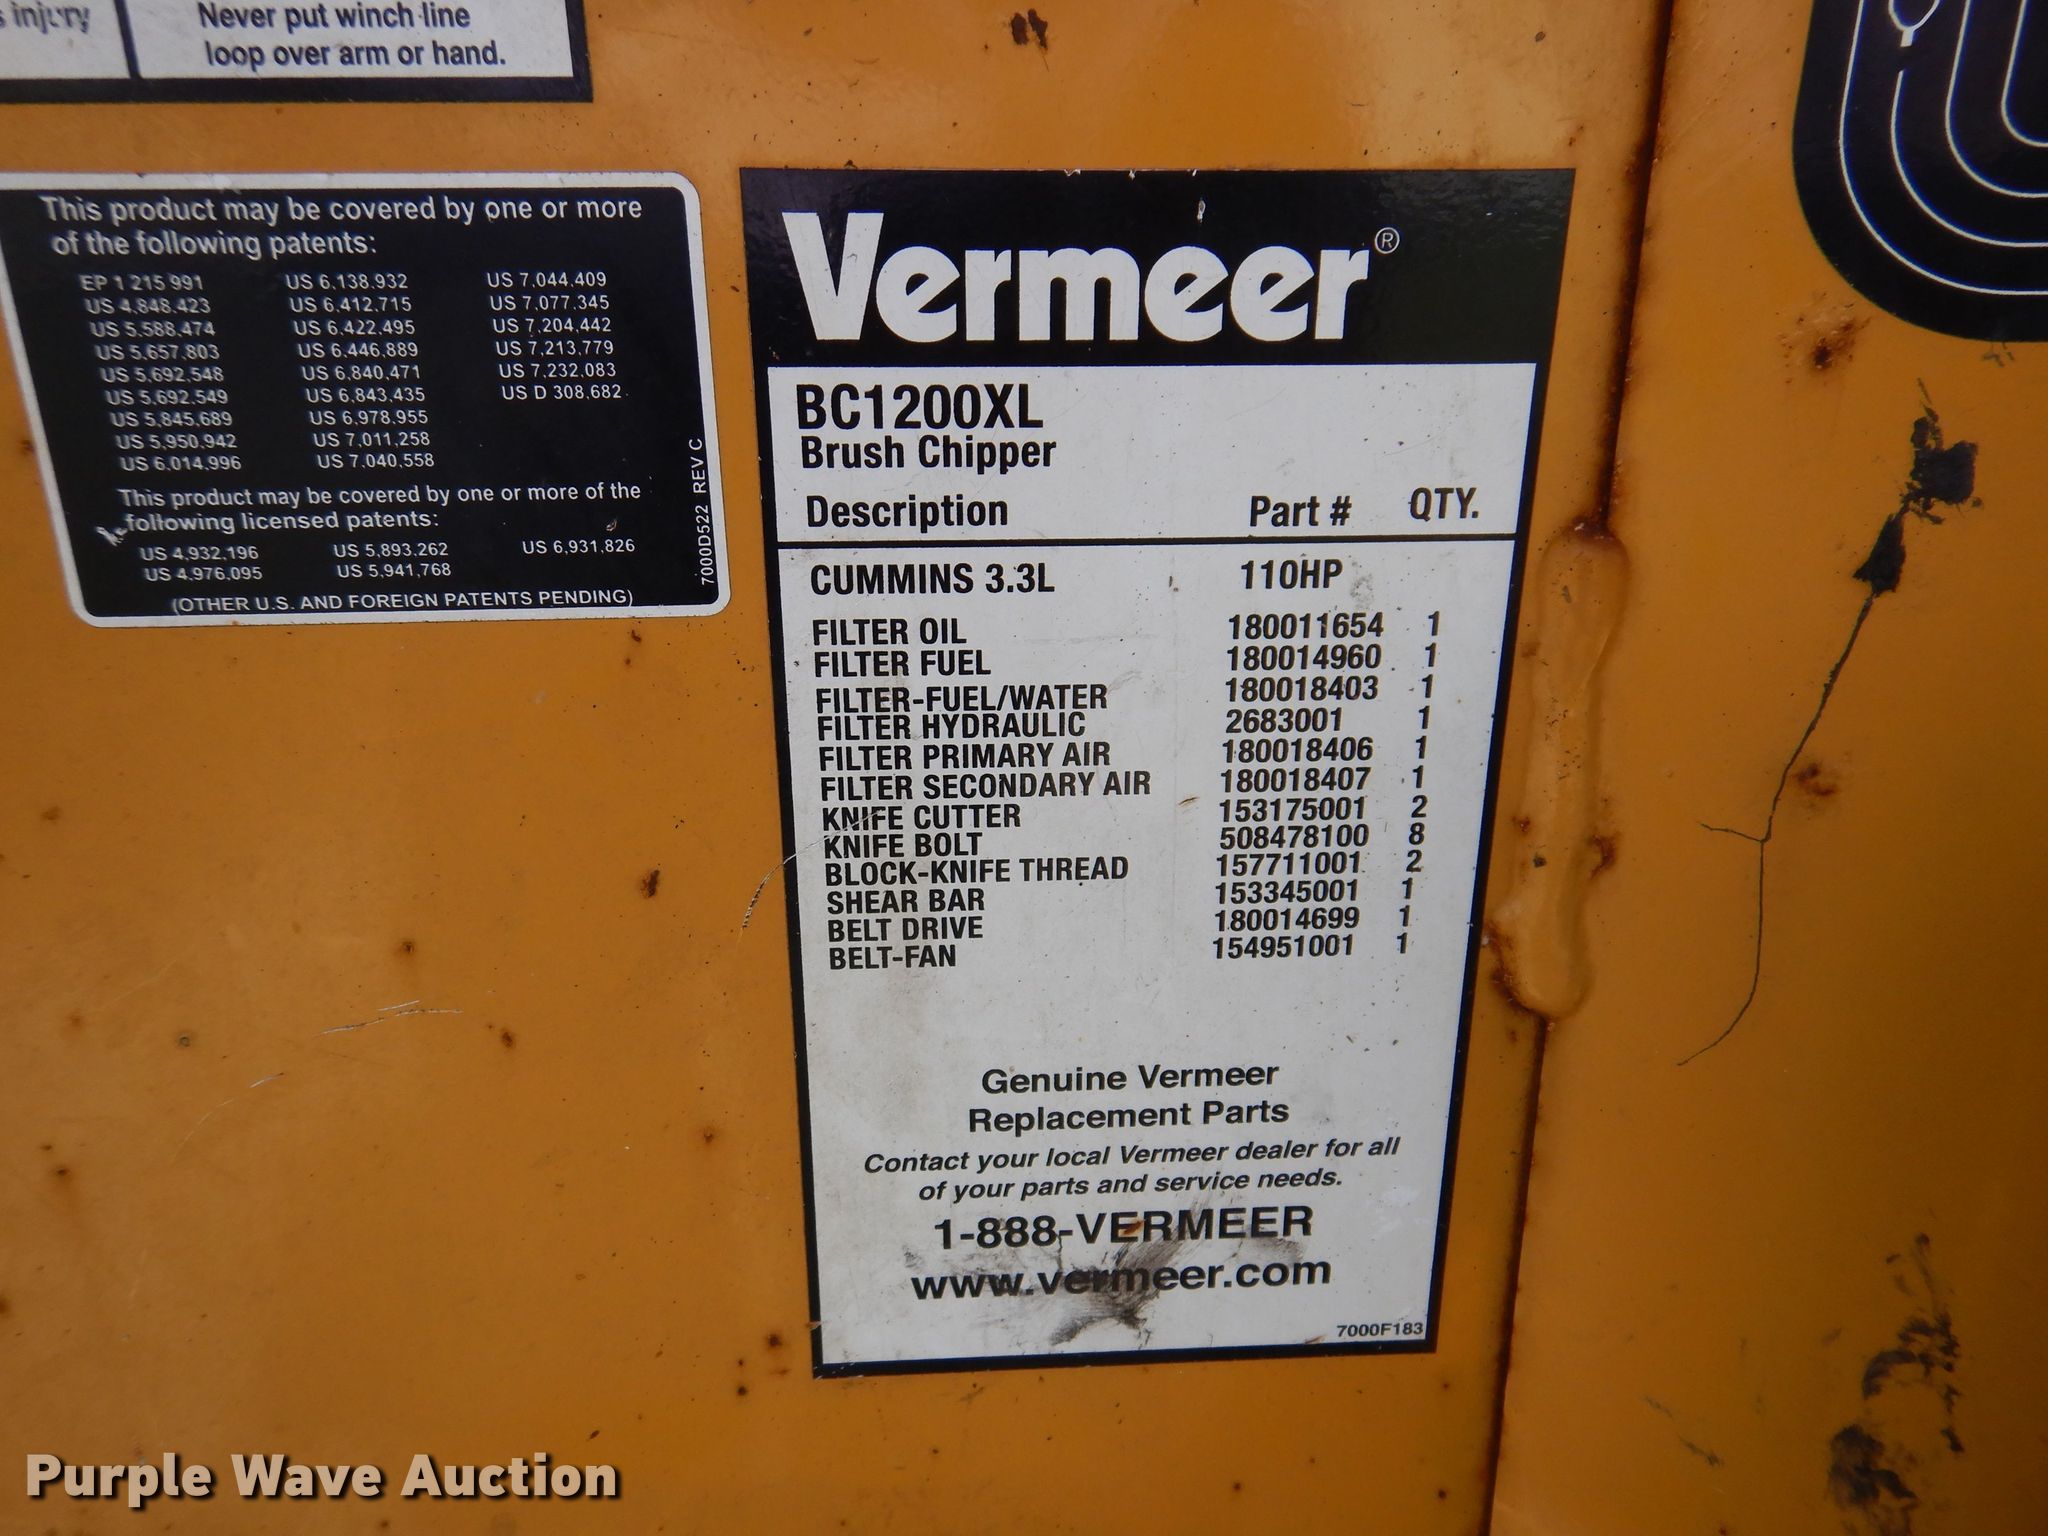 injury
Never put winch line
loop over arm or hand.
This product may be covered by one or more
of the following patents:
EP 1 215 991 US 6,138,932 US 7,044,409
US 4,848,423 US 6,412,715 US 7,077,345
US 5,588,474 US 6,422,495 US 7,204,442
US 5,657,803 US 6,446,889 US 7,213,779
US 5,692,548 US 6,840,471 US 7,232,083
US 5,692,549 US 6,843,435 US D 308,682
US 5,845,689 US 6,978,955
US 5,950,942 US 7,011,258
US 6,014,996 US 7,040,558
This product may be covered by one or more of the
following licensed patents:
US 4,932,196 US 5,893,262 US 6,931,826
US 4,976,095 US 5,941,768
(OTHER U.S. AND FOREIGN PATENTS PENDING)
7000D522 REV C
Vermeer®
BC1200XL
Brush Chipper
Description Part # QTY.
CUMMINS 3.3L 110HP
FILTER OIL 180011654 1
FILTER FUEL 180014960 1
FILTER-FUEL/WATER 180018403 1
FILTER HYDRAULIC 2683001 1
FILTER PRIMARY AIR 180018406 1
FILTER SECONDARY AIR 180018407 1
KNIFE CUTTER 153175001 2
KNIFE BOLT 508478100 8
BLOCK-KNIFE THREAD 157711001 2
SHEAR BAR 153345001 1
BELT DRIVE 180014699 1
BELT-FAN 154951001 1
Genuine Vermeer
Replacement Parts
Contact your local Vermeer dealer for all
of your parts and service needs.
1-888-VERMEER
www.vermeer.com
7000F183
Purple Wave Auction